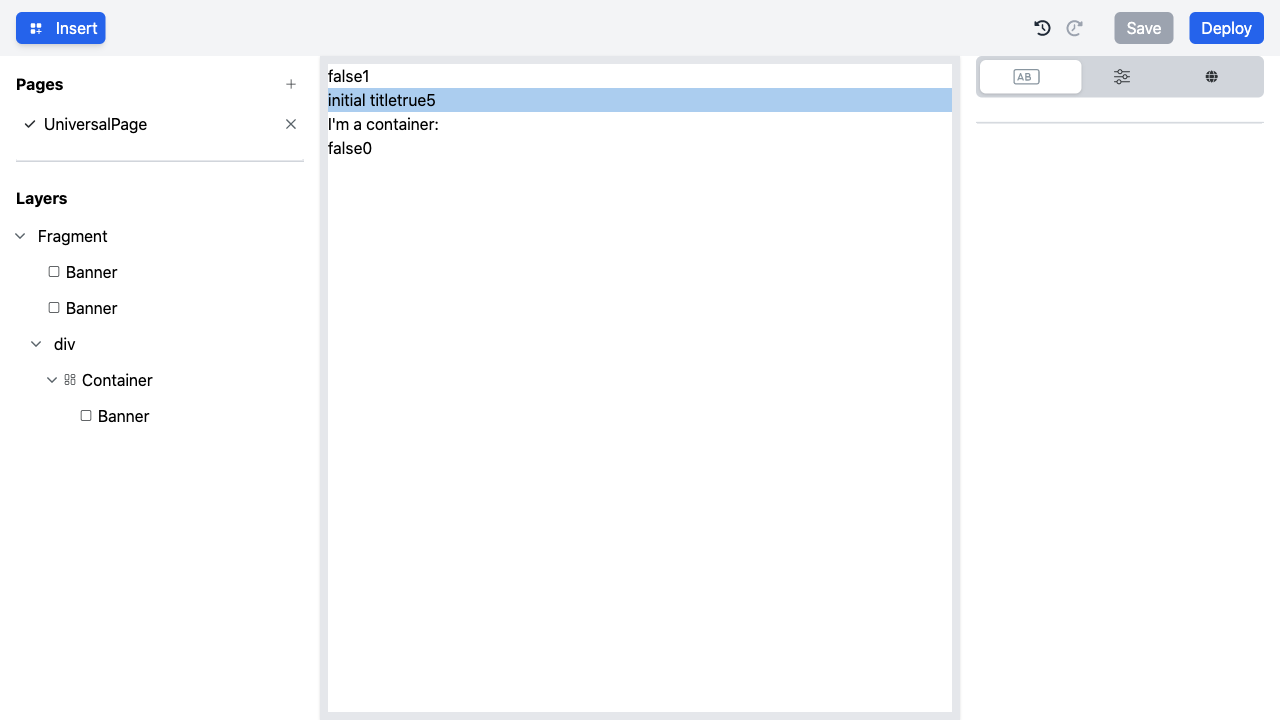 Insert
Save
Deploy
Pages
UniversalPage
Layers
Fragment
Banner
Banner
div
Container
Banner
false1
initial titletrue5
I'm a container:
false0
AB